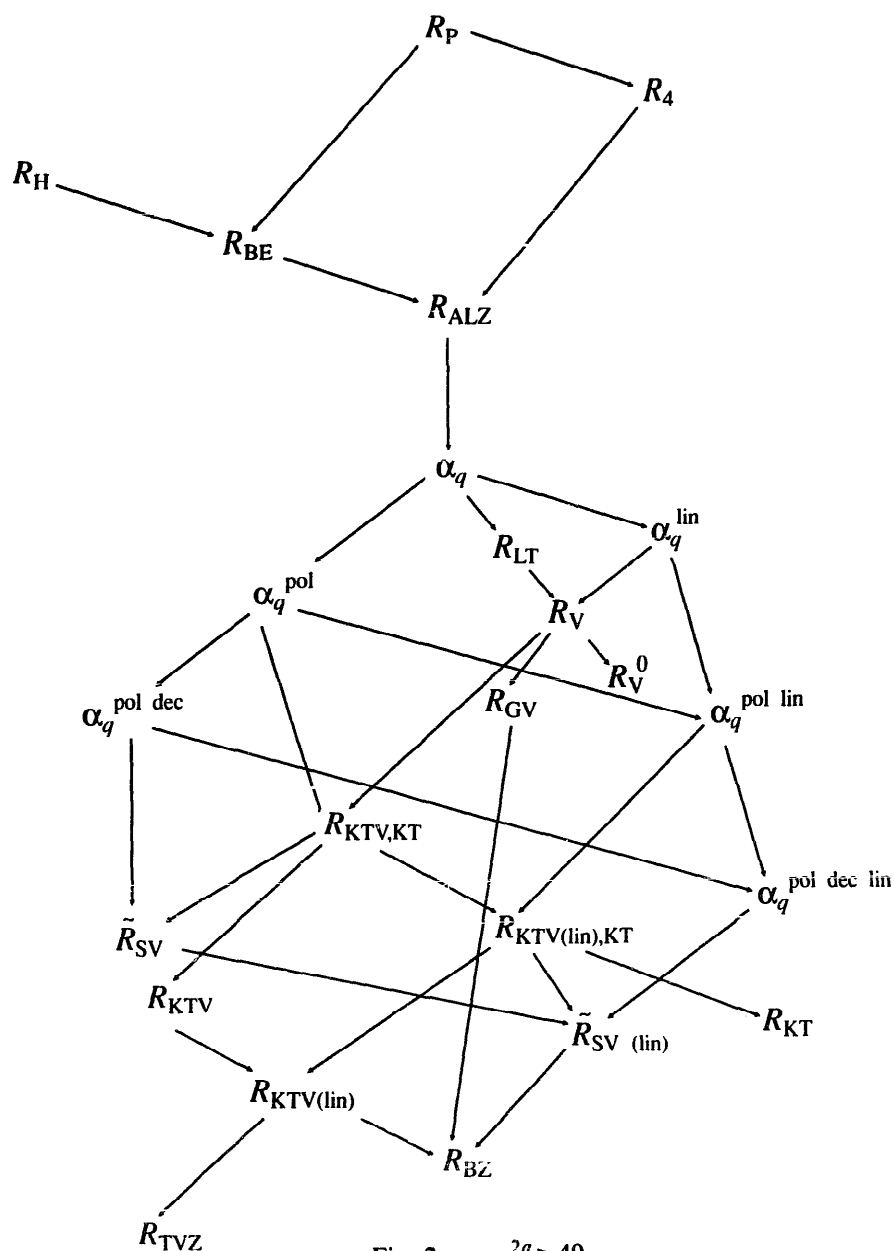 R_P
R_4
R_H
R_BE
R_ALZ
α_q
α_q^lin
R_LT
α_q^pol
R_V
R_V^0
R_GV
α_q^pol dec
α_q^pol lin
R_KTV,KT
α_q^pol dec lin
R̃_SV
R_KTV(lin),KT
R_KTV
R_KT
R̃_SV (lin)
R_KTV(lin)
R_BZ
R_TVZ